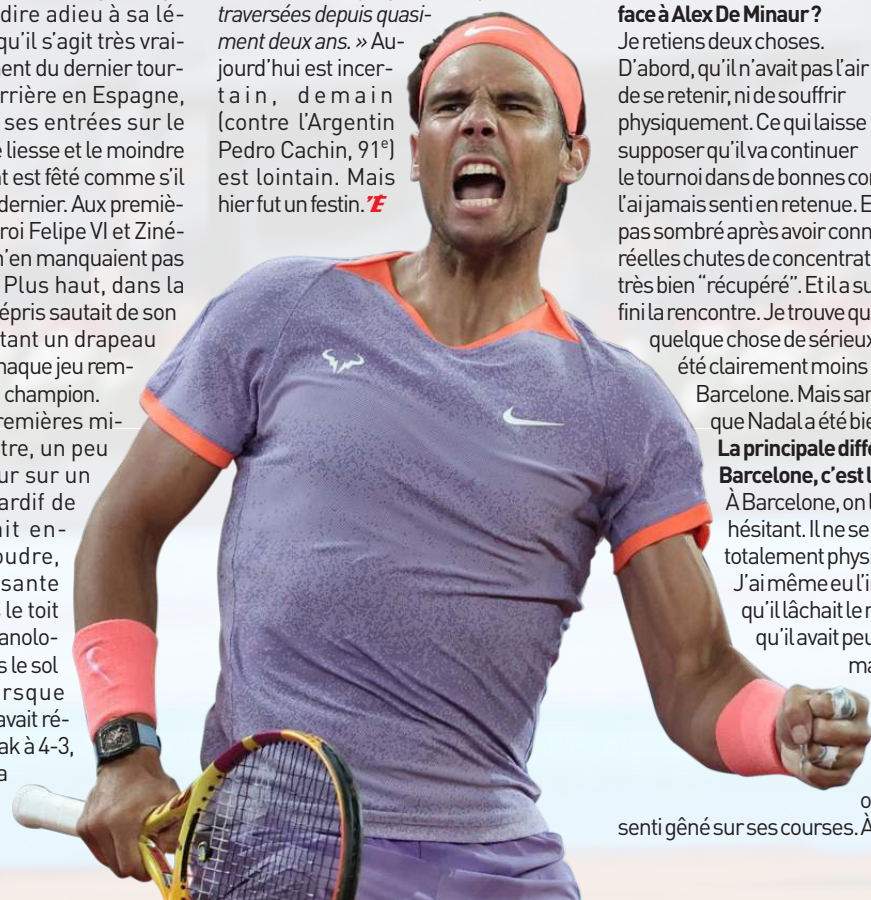 dire adieu à sa lé-
qu'il s'agit très vrai-
ment du dernier tour-
rrière en Espagne,
ses entrées sur le
liesse et le moindre
t est fêté comme s'il
dernier. Aux premiè-
roi Felipe VI et Ziné-
n'en manquaient pas
Plus haut, dans la
épris sautait de son
tant un drapeau
haque jeu rem-
champion.
remières mi-
tre, un peu
ur sur un
ardif de
ait en-
oudre,
sante
le toit
anolo-
s le sol
rsque
avait ré-
ak à 4-3,
a
traversées depuis quasi-
ment deux ans. » Au-
jourd'hui est incer-
tain, demain
(contre l'Argentin
Pedro Cachin, 91e)
est lointain. Mais
hier fut un festin. 'É
face à Alex De Minaur ?
Je retiens deux choses.
D'abord, qu'il n'avait pas l'air
de se retenir, ni de souffrir
physiquement. Ce qui laisse
supposer qu'il va continuer
le tournoi dans de bonnes con
l'ai jamais senti en retenue. E
pas sombré après avoir conn
réelles chutes de concentrat
très bien “récupéré”. Et il a su
fini la rencontre. Je trouve qu
quelque chose de sérieux
été clairement moins
Barcelone. Mais san
que Nadal a été bie
La principale diffé
Barcelone, c'est l
À Barcelone, on l
hésitant. Il ne se
totalement physi
J'ai même eu l'i
qu'il lâchait le r
qu'il avait peu
ma
o
senti gêné sur ses courses. À